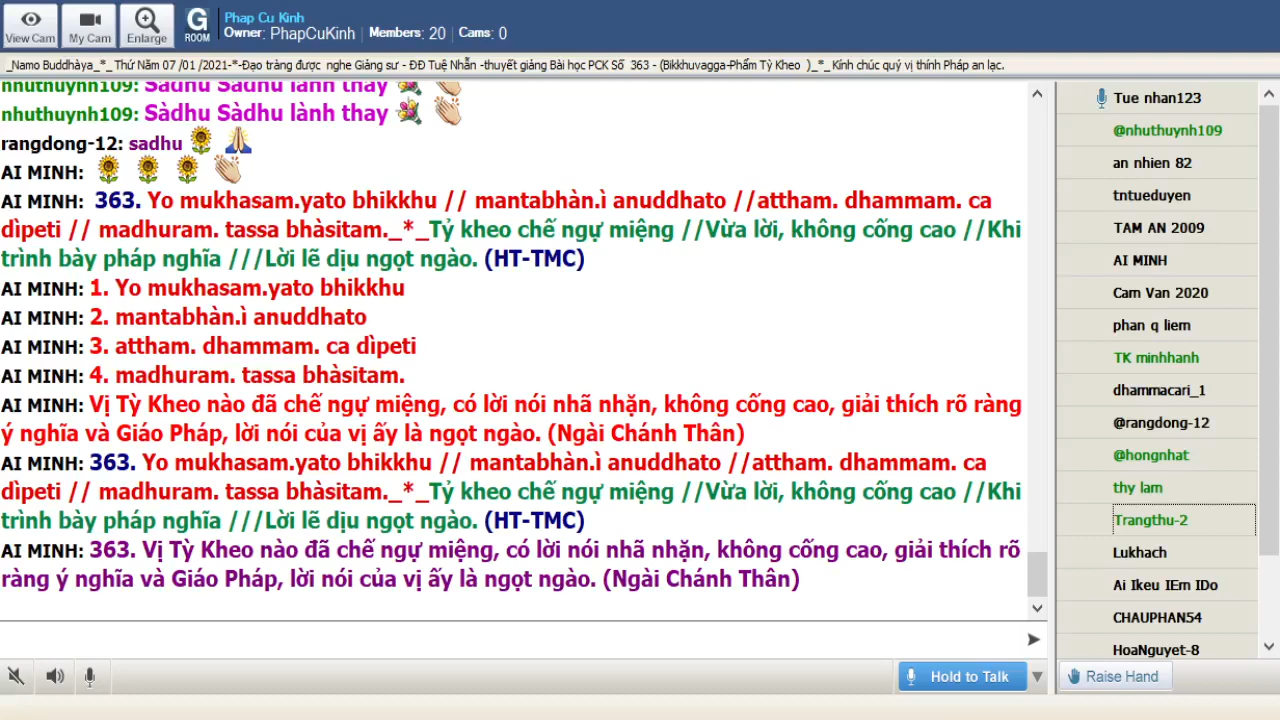 View Cam
My Cam
Enlarge
G
ROOM
Phap Cu Kinh
Owner: PhapCuKinh | Members: 20 | Cams: 0
_Namo Buddhàya_*_ Thứ Năm 07 /01 /2021-*-Đạo tràng được nghe Giảng sư - ĐĐ Tuệ Nhẫn -thuyết giảng Bài học PCK Số 363 - (Bikkhuvagga-Phẩm Tỳ Kheo )_*_Kính chúc quý vị thính Pháp an lạc.
nhuthuynh109: Sàdhu Sàdhu lành thay
nhuthuynh109: Sàdhu Sàdhu lành thay
rangdong-12: sadhu
AI MINH:
AI MINH: 363. Yo mukhasam.yato bhikkhu // mantabhàn.ì anuddhato //attham. dhammam. ca
dìpeti // madhuram. tassa bhàsitam._*_Tỷ kheo chế ngự miệng //Vừa lời, không cống cao //Khi
trình bày pháp nghĩa ///Lời lẽ dịu ngọt ngào. (HT-TMC)
AI MINH: 1. Yo mukhasam.yato bhikkhu
AI MINH: 2. mantabhàn.ì anuddhato
AI MINH: 3. attham. dhammam. ca dìpeti
AI MINH: 4. madhuram. tassa bhàsitam.
AI MINH: Vị Tỳ Kheo nào đã chế ngự miệng, có lời nói nhã nhặn, không cống cao, giải thích rõ ràng
ý nghĩa và Giáo Pháp, lời nói của vị ấy là ngọt ngào. (Ngài Chánh Thân)
AI MINH: 363. Yo mukhasam.yato bhikkhu // mantabhàn.ì anuddhato //attham. dhammam. ca
dìpeti // madhuram. tassa bhàsitam._*_Tỷ kheo chế ngự miệng //Vừa lời, không cống cao //Khi
trình bày pháp nghĩa ///Lời lẽ dịu ngọt ngào. (HT-TMC)
AI MINH: 363. Vị Tỳ Kheo nào đã chế ngự miệng, có lời nói nhã nhặn, không cống cao, giải thích rõ
ràng ý nghĩa và Giáo Pháp, lời nói của vị ấy là ngọt ngào. (Ngài Chánh Thân)
Hold to Talk
Tue nhan123
@nhuthuynh109
an nhien 82
tntueduyen
TAM AN 2009
AI MINH
Cam Van 2020
phan q liem
TK minhhanh
dhammacari_1
@rangdong-12
@hongnhat
thy lam
Trangthu-2
Lukhach
Ai Ikeu IEm IDo
CHAUPHAN54
HoaNguyet-8
Raise Hand